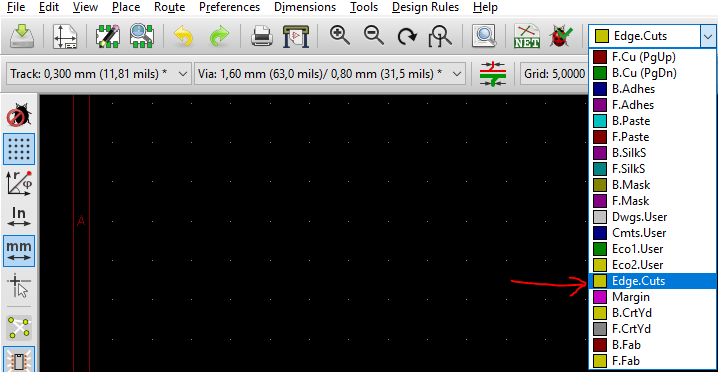 File Edit View Place Route Preferences Dimensions Tools Design Rules Help
NET
Edge.Cuts
Track: 0,300 mm (11,81 mils) *
Via: 1,60 mm (63,0 mils)/ 0,80 mm (31,5 mils) *
Grid: 5,0000
F.Cu (PgUp)
B.Cu (PgDn)
B.Adhes
F.Adhes
B.Paste
F.Paste
B.SilkS
F.SilkS
B.Mask
F.Mask
Dwgs.User
Cmts.User
Eco1.User
Eco2.User
Edge.Cuts
Margin
B.CrtYd
F.CrtYd
B.Fab
F.Fab
r φ
In
mm
A